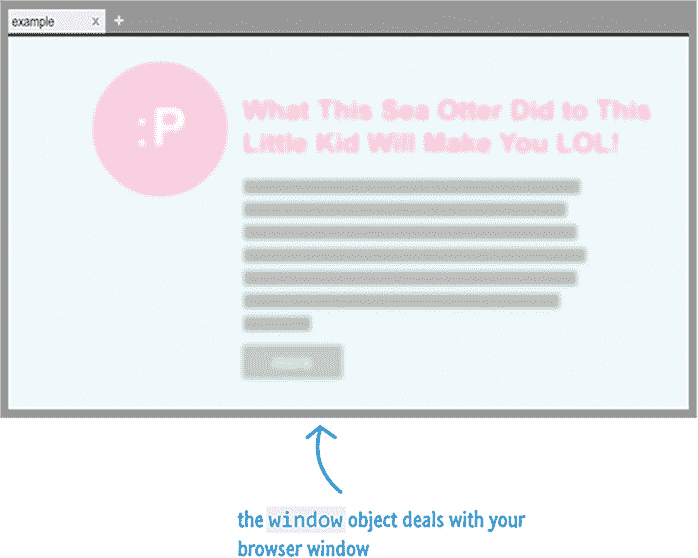 example x +
:P
What This Sea Otter Did to This
Little Kid Will Make You LOL!
the window object deals with your
browser window